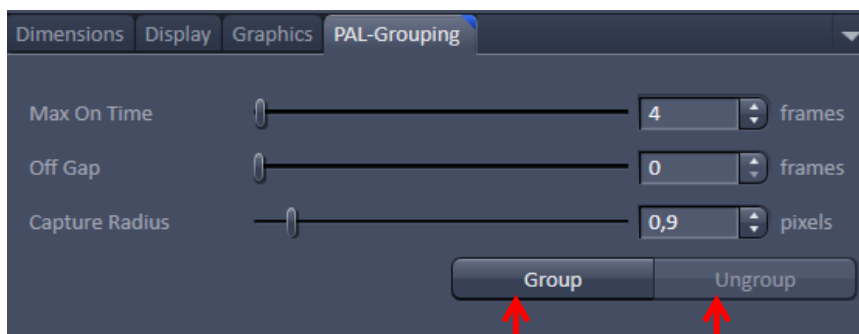 Dimensions Display Graphics PAL-Grouping
Max On Time 4 frames
Off Gap 0 frames
Capture Radius 0,9 pixels
Group Ungroup